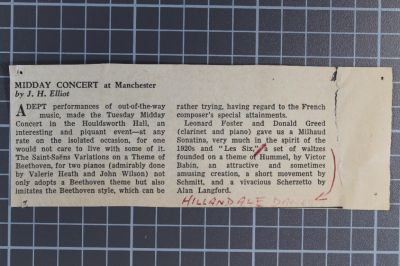 MIDDAY CONCERT at Manchester
by J. H. Elliot
ADEPT performances of out-of-the-way
music, made the Tuesday Midday
Concert in the Houldsworth Hall, an
interesting and piquant event—at any
rate on the isolated occasion, for one
would not care to live with some of it.
The Saint-Saëns Variations on a Theme of
Beethoven, for two pianos (admirably done
by Valerie Heath and John Wilson) not
only adopts a Beethoven theme but also
imitates the Beethoven style, which can be
rather trying, having regard to the French
composer's special attainments.
Leonard Foster and Donald Greed
(clarinet and piano) gave us a Milhaud
Sonatina, very much in the spirit of the
1920s and "Les Six," a set of waltzes
founded on a theme of Hummel, by Victor
Babin, an attractive and sometimes
amusing creation, a short movement by
Schmitt, and a vivacious Scherzetto by
Alan Langford.
HILLANDALE